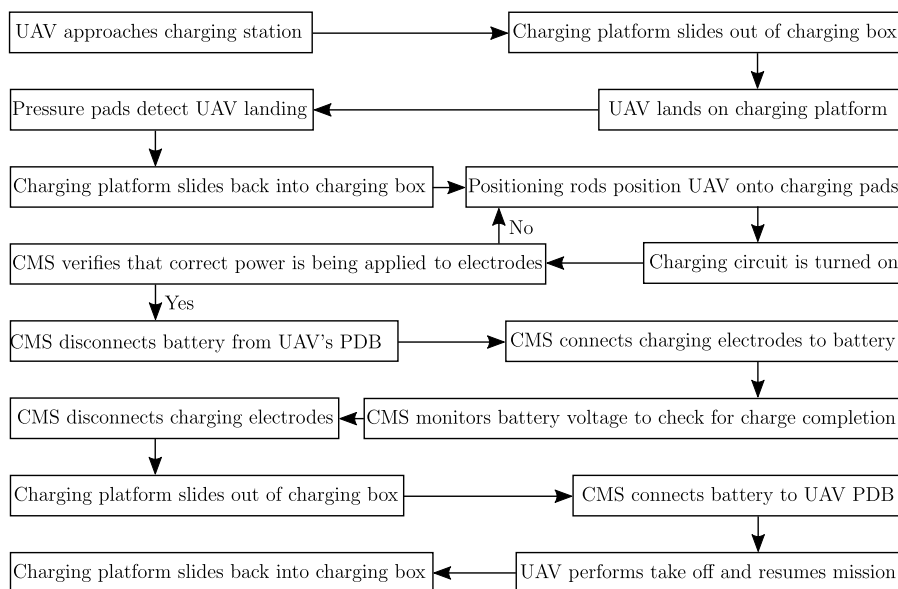 UAV approaches charging station
Charging platform slides out of charging box
Pressure pads detect UAV landing
UAV lands on charging platform
Charging platform slides back into charging box
Positioning rods position UAV onto charging pads
No
CMS verifies that correct power is being applied to electrodes
Charging circuit is turned on
Yes
CMS disconnects battery from UAV's PDB
CMS connects charging electrodes to battery
CMS disconnects charging electrodes
CMS monitors battery voltage to check for charge completion
Charging platform slides out of charging box
CMS connects battery to UAV PDB
Charging platform slides back into charging box
UAV performs take off and resumes mission